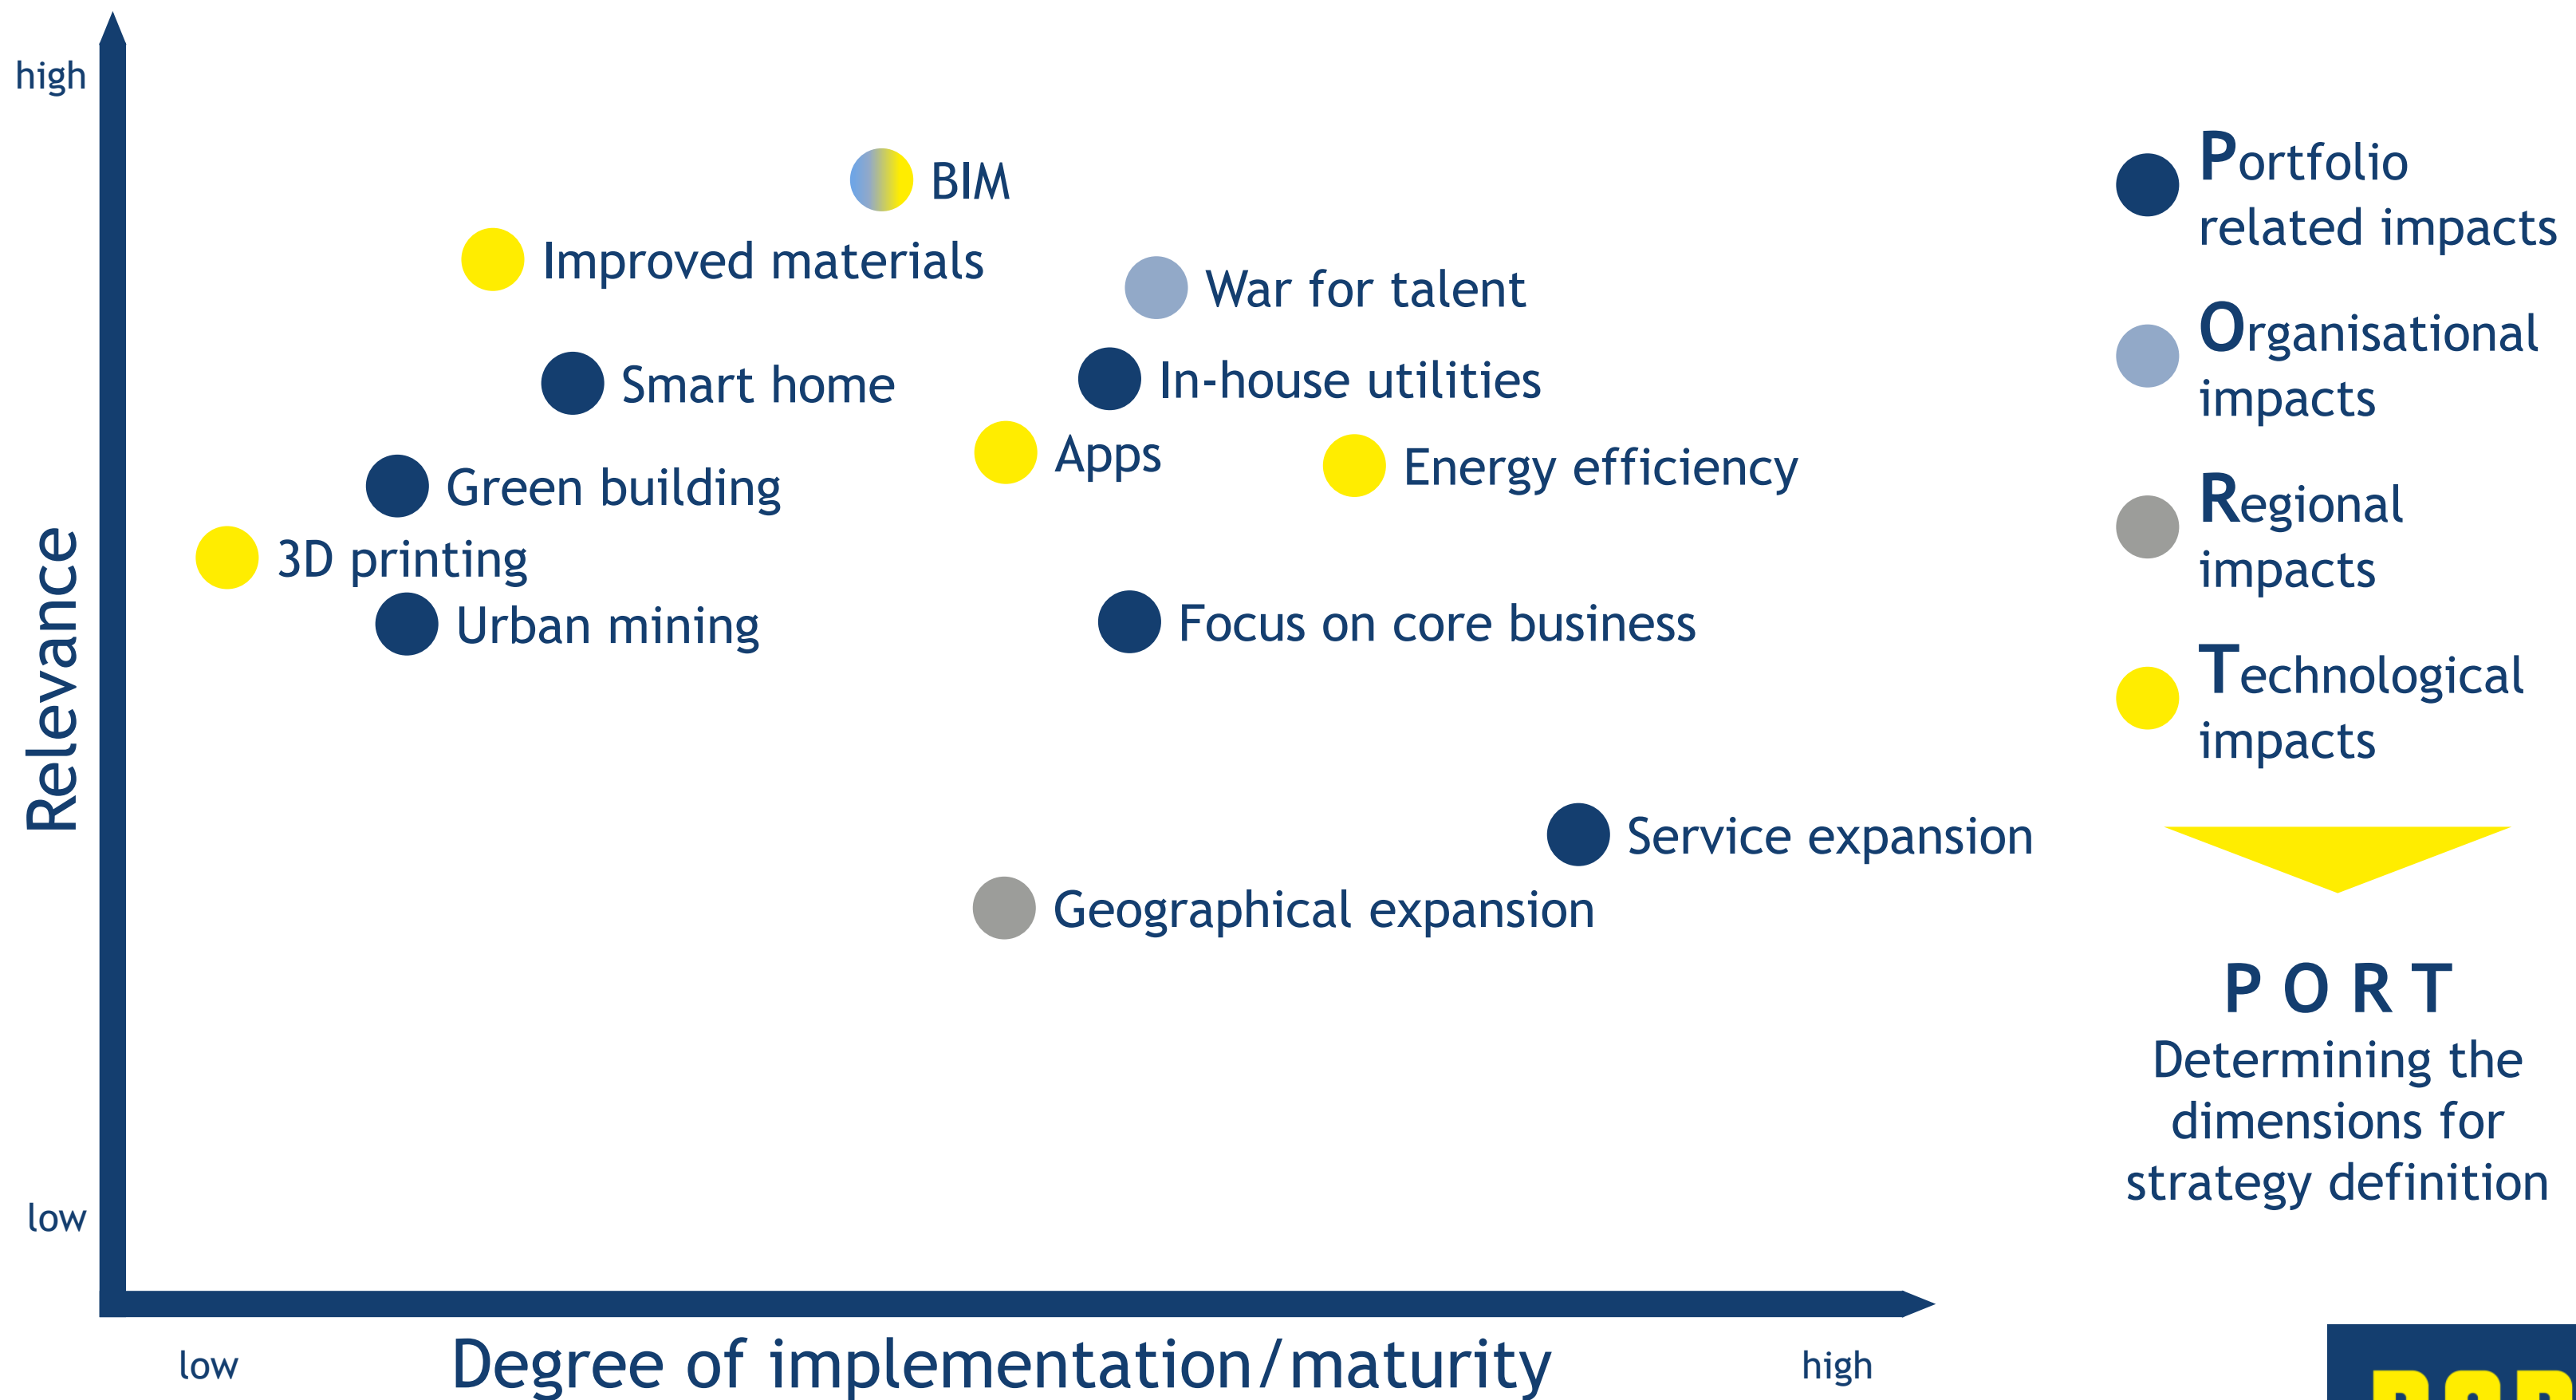 high
BIM
Improved materials
War for talent
Smart home
In-house utilities
Apps
Energy efficiency
Green building
3D printing
Urban mining
Focus on core business
Service expansion
Geographical expansion
Relevance
low
low
Degree of implementation/maturity
high
Portfolio
related impacts
Organisational
impacts
Regional
impacts
Technological
impacts
P O R T
Determining the
dimensions for
strategy definition